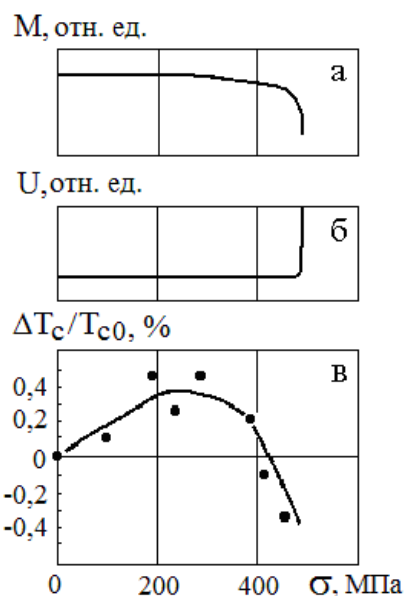 М, отн. ед.
а
U, отн. ед.
б
ΔTc/Tc0, %
в
0,4
0,2
0
-0,2
-0,4
0 200 400 σ, МПа